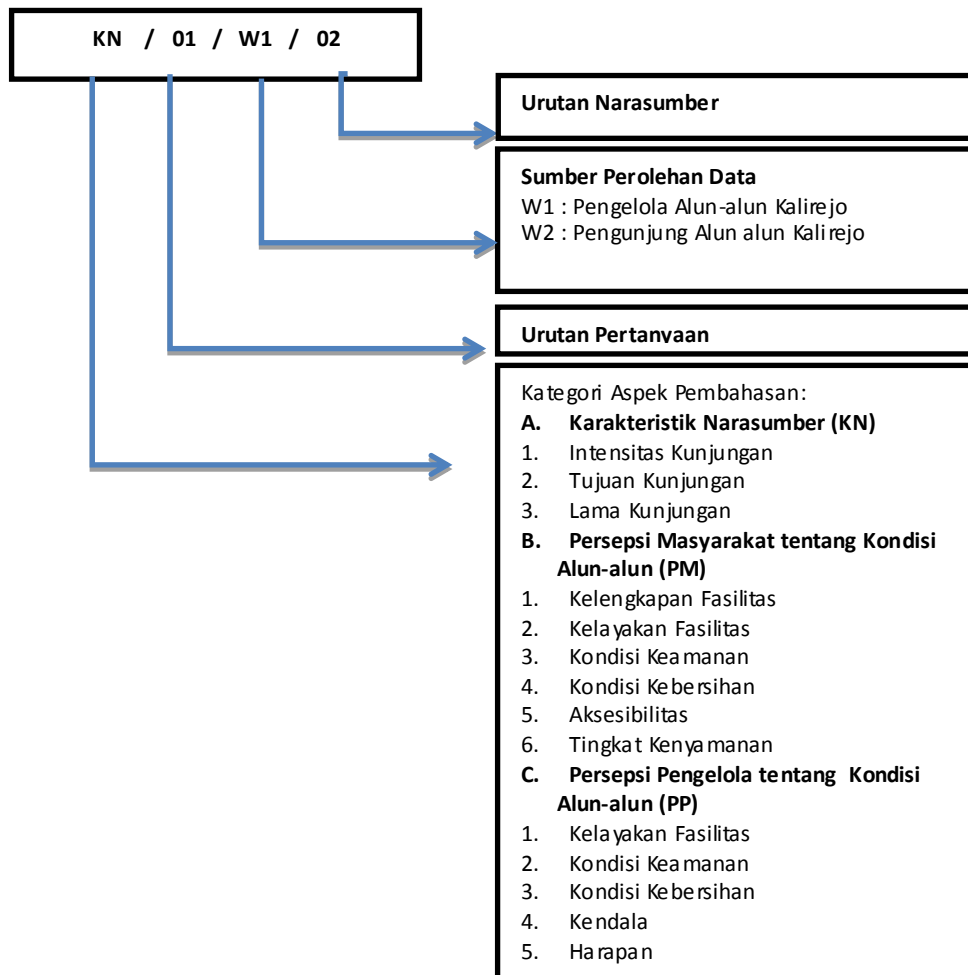 KN / 01 / W1 / 02
Urutan Narasumber
Sumber Perolehan Data
W1 : Pengelola Alun-alun Kalirejo
W2 : Pengunjung Alun alun Kalirejo
Urutan Pertanyaan
Kategori Aspek Pembahasan:
A. Karakteristik Narasumber (KN)
1. Intensitas Kunjungan
2. Tujuan Kunjungan
3. Lama Kunjungan
B. Persepsi Masyarakat tentang Kondisi
Alun-alun (PM)
1. Kelengkapan Fasilitas
2. Kelayakan Fasilitas
3. Kondisi Keamanan
4. Kondisi Kebersihan
5. Aksesibilitas
6. Tingkat Kenyamanan
C. Persepsi Pengelola tentang Kondisi
Alun-alun (PP)
1. Kelayakan Fasilitas
2. Kondisi Keamanan
3. Kondisi Kebersihan
4. Kendala
5. Harapan